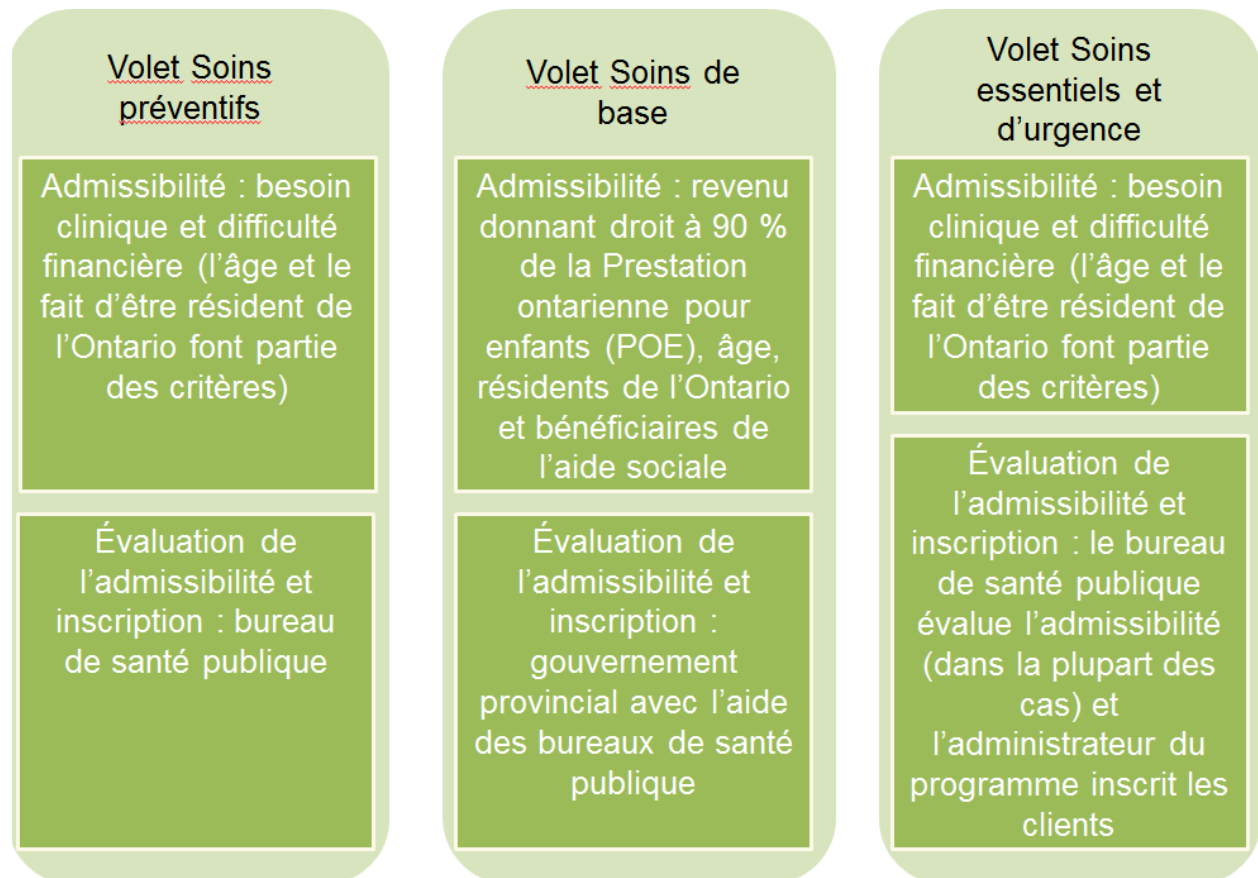 Volet Soins
préventifs
Admissibilité : besoin
clinique et difficulté
financière (l’âge et le
fait d’être résident de
l’Ontario font partie
des critères)
Évaluation de
l’admissibilité et
inscription : bureau
de santé publique
Volet Soins de
base
Admissibilité : revenu
donnant droit à 90 %
de la Prestation
ontarienne pour
enfants (POE), âge,
résidents de l’Ontario
et bénéficiaires de
l’aide sociale
Évaluation de
l’admissibilité et
inscription :
gouvernement
provincial avec l’aide
des bureaux de santé
publique
Volet Soins
essentiels et
d’urgence
Admissibilité : besoin
clinique et difficulté
financière (l’âge et le
fait d’être résident de
l’Ontario font partie
des critères)
Évaluation de
l’admissibilité et
inscription : le bureau
de santé publique
évalue l’admissibilité
(dans la plupart des
cas) et
l’administrateur du
programme inscrit les
clients